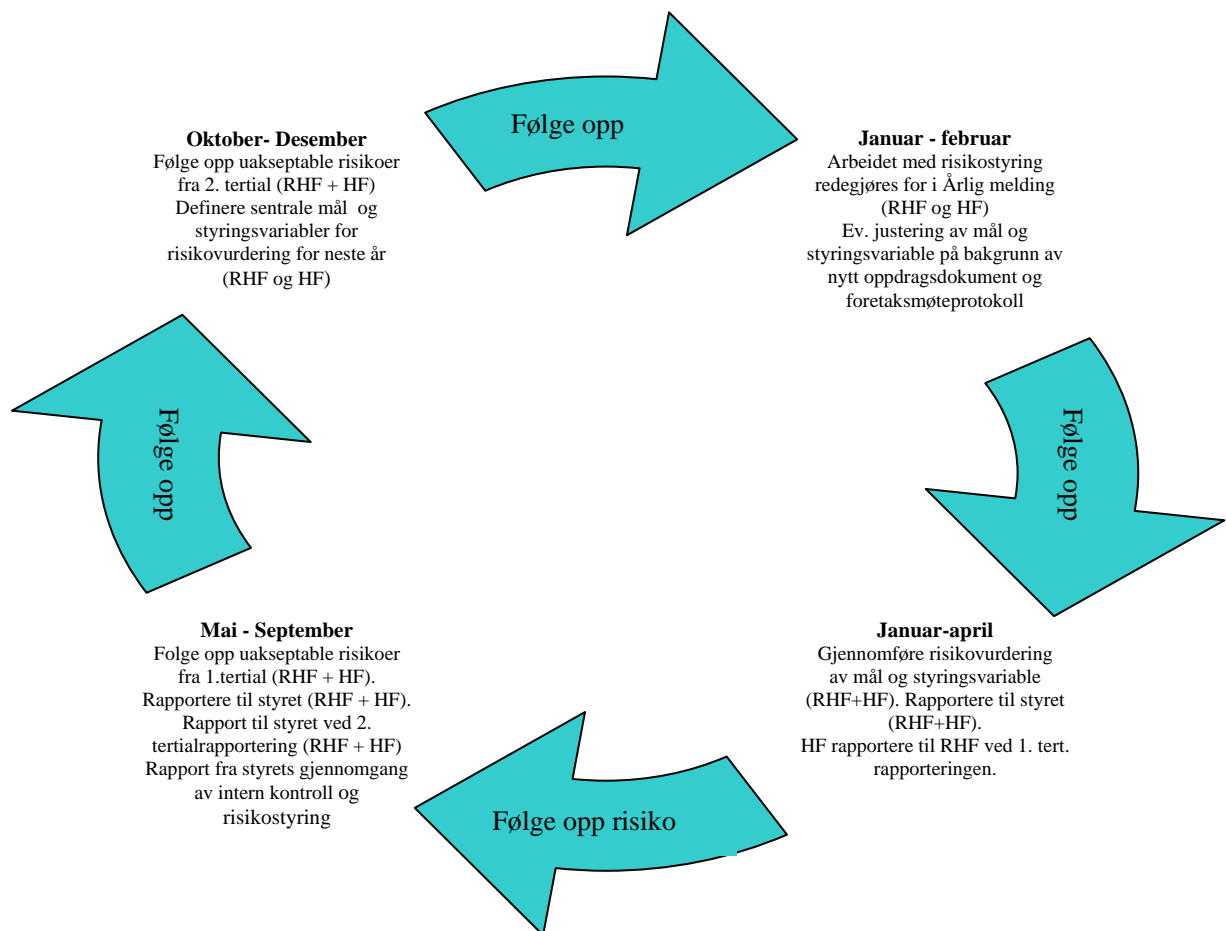 Følge opp
Oktober- Desember
Følge opp uakseptable risikoer
fra 2. tertial (RHF + HF)
Definere sentrale mål og
styringsvariabler for
risikovurdering for neste år
(RHF og HF)
Januar - februar
Arbeidet med risikostyring
redegjøres for i Årlig melding
(RHF og HF)
Ev. justering av mål og
styringsvariable på bakgrunn av
nytt oppdragsdokument og
foretaksmøteprotokoll
Følge opp
Følge opp
Mai - September
Folge opp uakseptable risikoer
fra 1.tertial (RHF + HF).
Rapportere til styret (RHF + HF).
Rapport til styret ved 2.
tertialrapportering (RHF + HF)
Rapport fra styrets gjennomgang
av intern kontroll og
risikostyring
Januar-april
Gjennomføre risikovurdering
av mål og styringsvariable
(RHF+HF). Rapportere til styret
(RHF+HF).
HF rapportere til RHF ved 1. tert.
rapporteringen.
Følge opp risiko